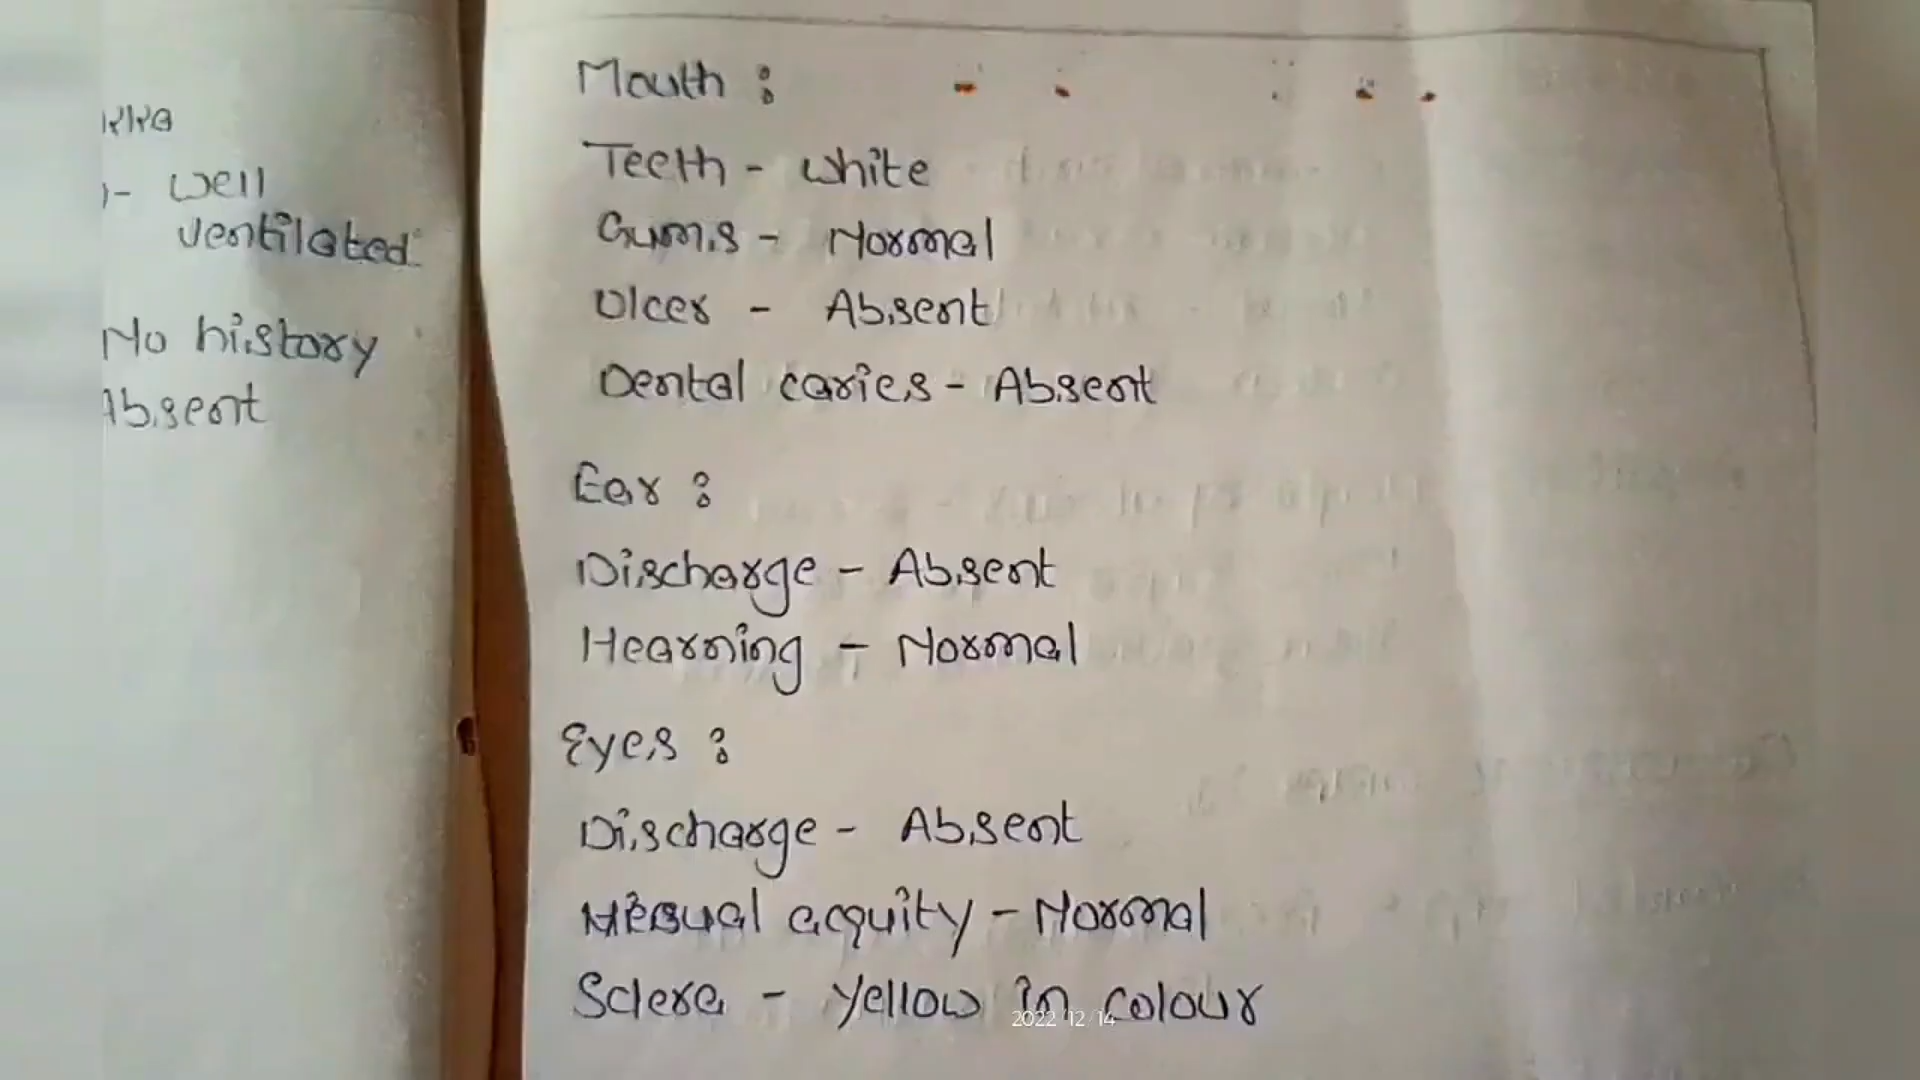 - well
ventilated
No history
Absent
Mouth :
Teeth - white
Gums - Normal
Ulcer - Absent
Dental caries - Absent
Ear :
Discharge - Absent
Hearning - Normal
Eyes :
Discharge - Absent
acquity - Normal
Sclera - Yellow in colour
2022/12/14